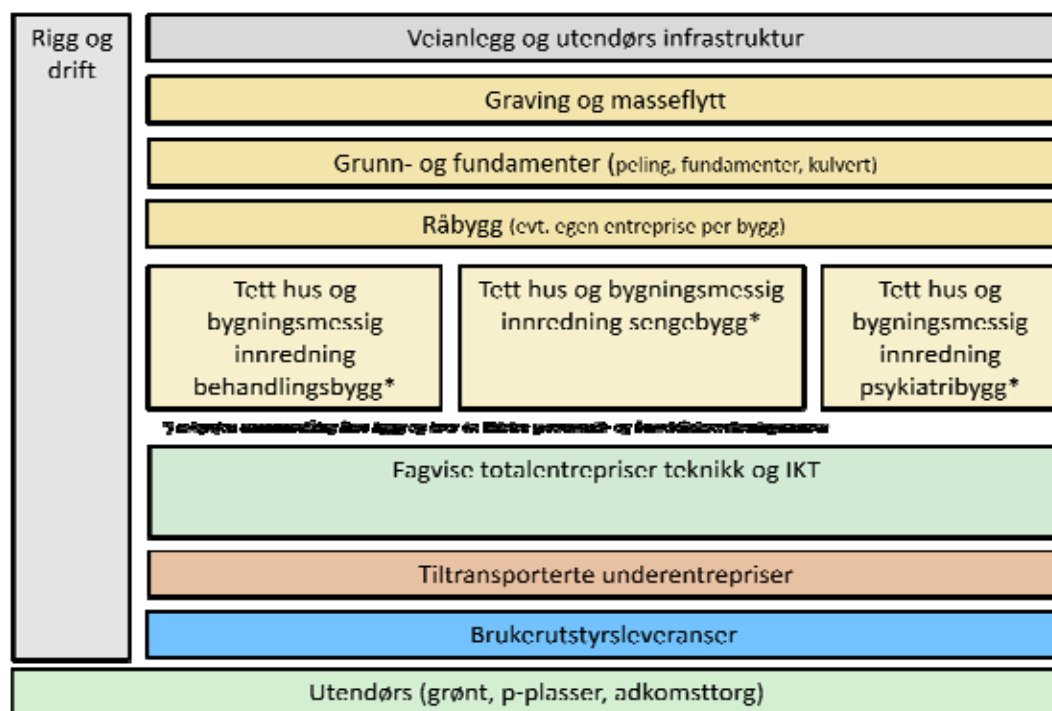 Rigg og
drift
Veianlegg og utendørs infrastruktur
Graving og masseflytt
Grunn- og fundamenter (peling, fundamenter, kulvert)
Råbygg (evt. egen entreprise per bygg)
Tett hus og
bygningsmessig
innredning
behandlingsbygg*
Tett hus og bygningsmessig
innredning sengebygg*
Tett hus og
bygningsmessig
innredning
psykiatribygg*
Fagvise totalentrepriser teknikk og IKT
Tiltransporterte underentrepriser
Brukerutstyrsleveranser
Utendørs (grønt, p-plasser, adkomsttorg)